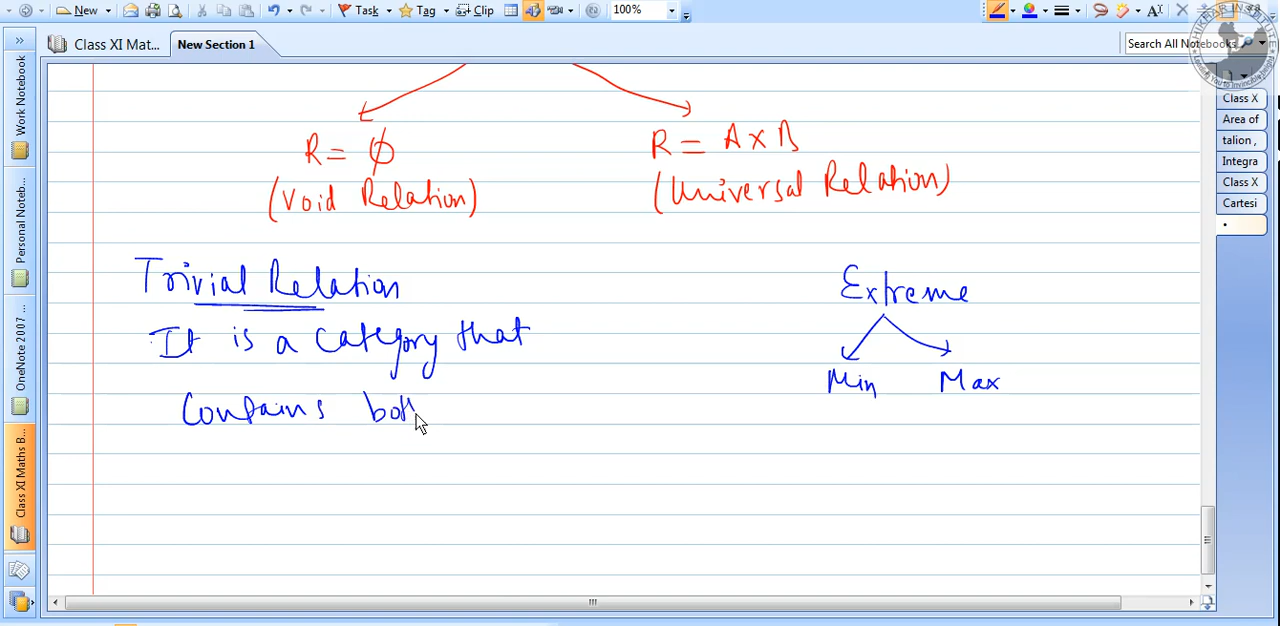 New
Task
Tag
Clip
100%
Class XI Mat...
New Section 1
Search All Notebooks
Work Notebook
Personal Noteb...
OneNote 2007
Class XI Maths B...
Class X
Area of
talion ,
Integra
Class X
Cartesi
R = ϕ
(Void Relation)
R = A × B
(Universal Relation)
Trivial Relation
It is a category that
Contains bot
Extreme
Min Max